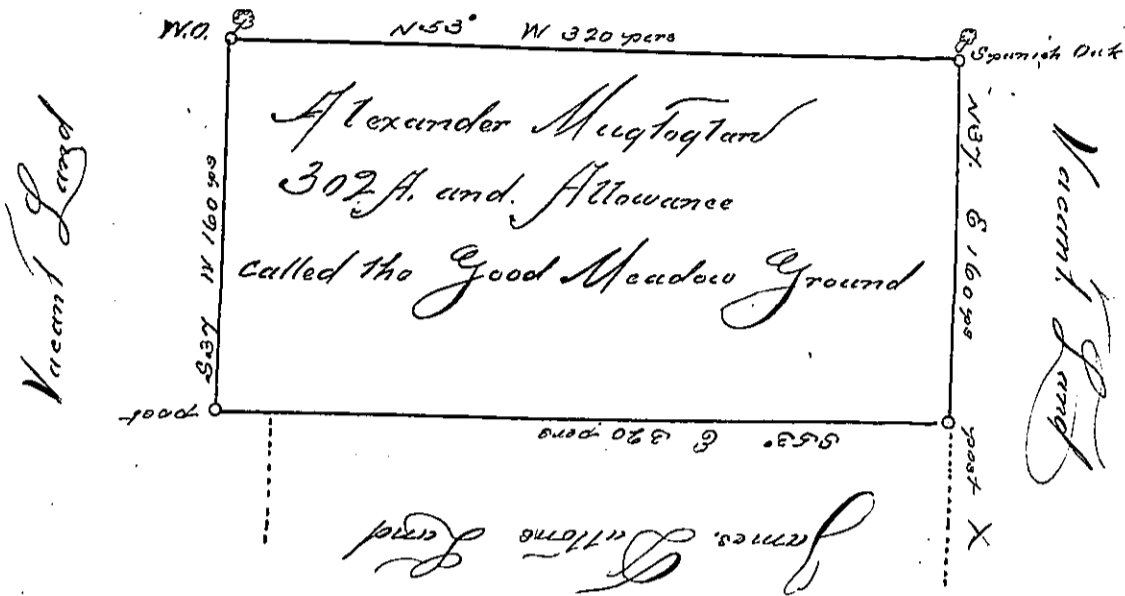 W.O.
N 53° W 320 pers
Spanish Oak
Alexander
302 A. and. Allowance
called the Good Meadow Ground
S 37 W 160 ps
N 37 E 160 ps
Vacant Land
Vacant Land
post
S 53° E 320 pers
post X
James. Land